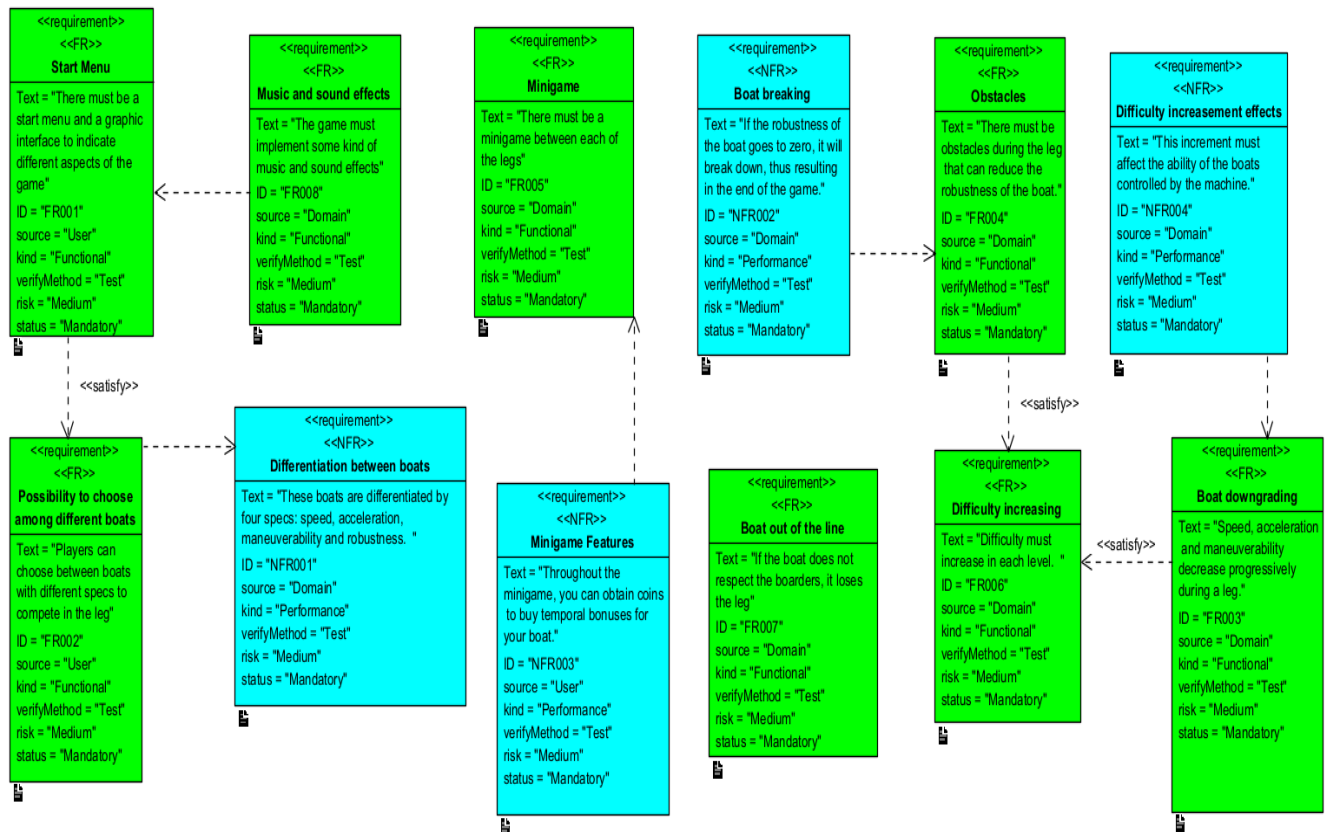 <<requirement>>
<<FR>>
Start Menu
Text = "There must be a
start menu and a graphic
interface to indicate
different aspects of the
game"
ID = "FR001"
source = "User"
kind = "Functional"
verifyMethod = "Test"
risk = "Medium"
status = "Mandatory"
<<requirement>>
<<FR>>
Music and sound effects
Text = "The game must
implement some kind of
music and sound effects"
ID = "FR008"
source = "Domain"
kind = "Functional"
verifyMethod = "Test"
risk = "Medium"
status = "Mandatory"
<<requirement>>
<<FR>>
Minigame
Text = "There must be a
minigame between each of
the legs"
ID = "FR005"
source = "Domain"
kind = "Functional"
verifyMethod = "Test"
risk = "Medium"
status = "Mandatory"
<<requirement>>
<<NFR>>
Boat breaking
Text = "If the robustness of
the boat goes to zero, it will
break down, thus resulting
in the end of the game."
ID = "NFR002"
source = "Domain"
kind = "Performance"
verifyMethod = "Test"
risk = "Medium"
status = "Mandatory"
<<requirement>>
<<FR>>
Obstacles
Text = "There must be
obstacles during the leg
that can reduce the
robustness of the boat."
ID = "FR004"
source = "Domain"
kind = "Functional"
verifyMethod = "Test"
risk = "Medium"
status = "Mandatory"
<<requirement>>
<<NFR>>
Difficulty increasement effects
Text = "This increment must
affect the ability of the boats
controlled by the machine."
ID = "NFR004"
source = "Domain"
kind = "Performance"
verifyMethod = "Test"
risk = "Medium"
status = "Mandatory"
<<satisfy>>
<<satisfy>>
<<requirement>>
<<FR>>
Possibility to choose
among different boats
Text = "Players can
choose between boats
with different specs to
compete in the leg"
ID = "FR002"
source = "User"
kind = "Functional"
verifyMethod = "Test"
risk = "Medium"
status = "Mandatory"
<<requirement>>
<<NFR>>
Differentiation between boats
Text = "These boats are differentiated by
four specs: speed, acceleration,
maneuverability and robustness. "
ID = "NFR001"
source = "Domain"
kind = "Performance"
verifyMethod = "Test"
risk = "Medium"
status = "Mandatory"
<<requirement>>
<<NFR>>
Minigame Features
Text = "Throughout the
minigame, you can obtain coins
to buy temporal bonuses for
your boat."
ID = "NFR003"
source = "User"
kind = "Performance"
verifyMethod = "Test"
risk = "Medium"
status = "Mandatory"
<<requirement>>
<<FR>>
Boat out of the line
Text = "If the boat does not
respect the boarders, it loses
the leg"
ID = "FR007"
source = "Domain"
kind = "Functional"
verifyMethod = "Test"
risk = "Medium"
status = "Mandatory"
<<requirement>>
<<FR>>
Difficulty increasing
Text = "Difficulty must
increase in each level. "
ID = "FR006"
source = "Domain"
kind = "Functional"
verifyMethod = "Test"
risk = "Medium"
status = "Mandatory"
<<satisfy>>
<<requirement>>
<<FR>>
Boat downgrading
Text = "Speed, acceleration
and maneuverability
decrease progressively
during a leg."
ID = "FR003"
source = "Domain"
kind = "Functional"
verifyMethod = "Test"
risk = "Medium"
status = "Mandatory"